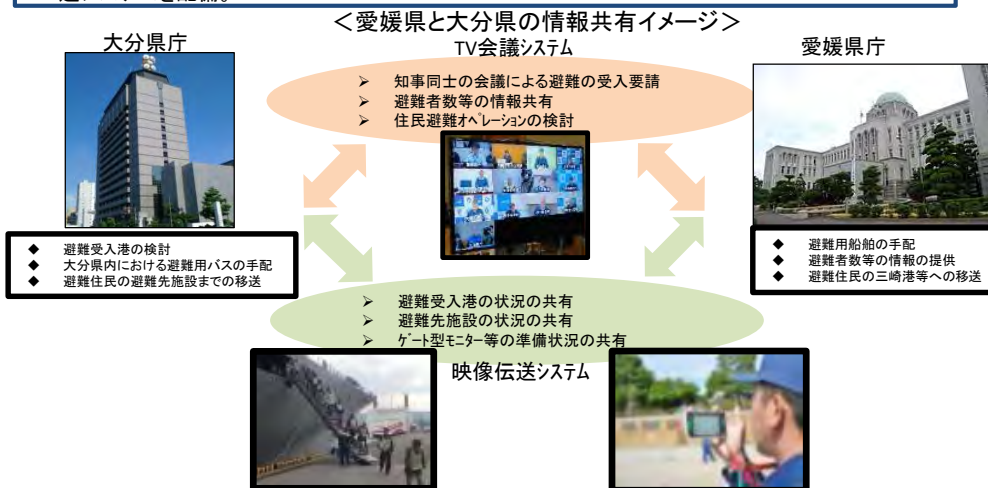 ＜愛媛県と大分県の情報共有イメージ＞
大分県庁
TV会議システム
愛媛県庁
➢ 知事同士の会議による避難の受入要請
➢ 避難者数等の情報共有
➢ 住民避難オペレーションの検討
◆ 避難受入港の検討
◆ 大分県内における避難用バスの手配
◆ 避難住民の避難先施設までの移送
◆ 避難用船舶の手配
◆ 避難者数等の情報の提供
◆ 避難住民の三崎港等への移送
➢ 避難受入港の状況の共有
➢ 避難先施設の状況の共有
➢ ゲート型モニター等の準備状況の共有
映像伝送システム